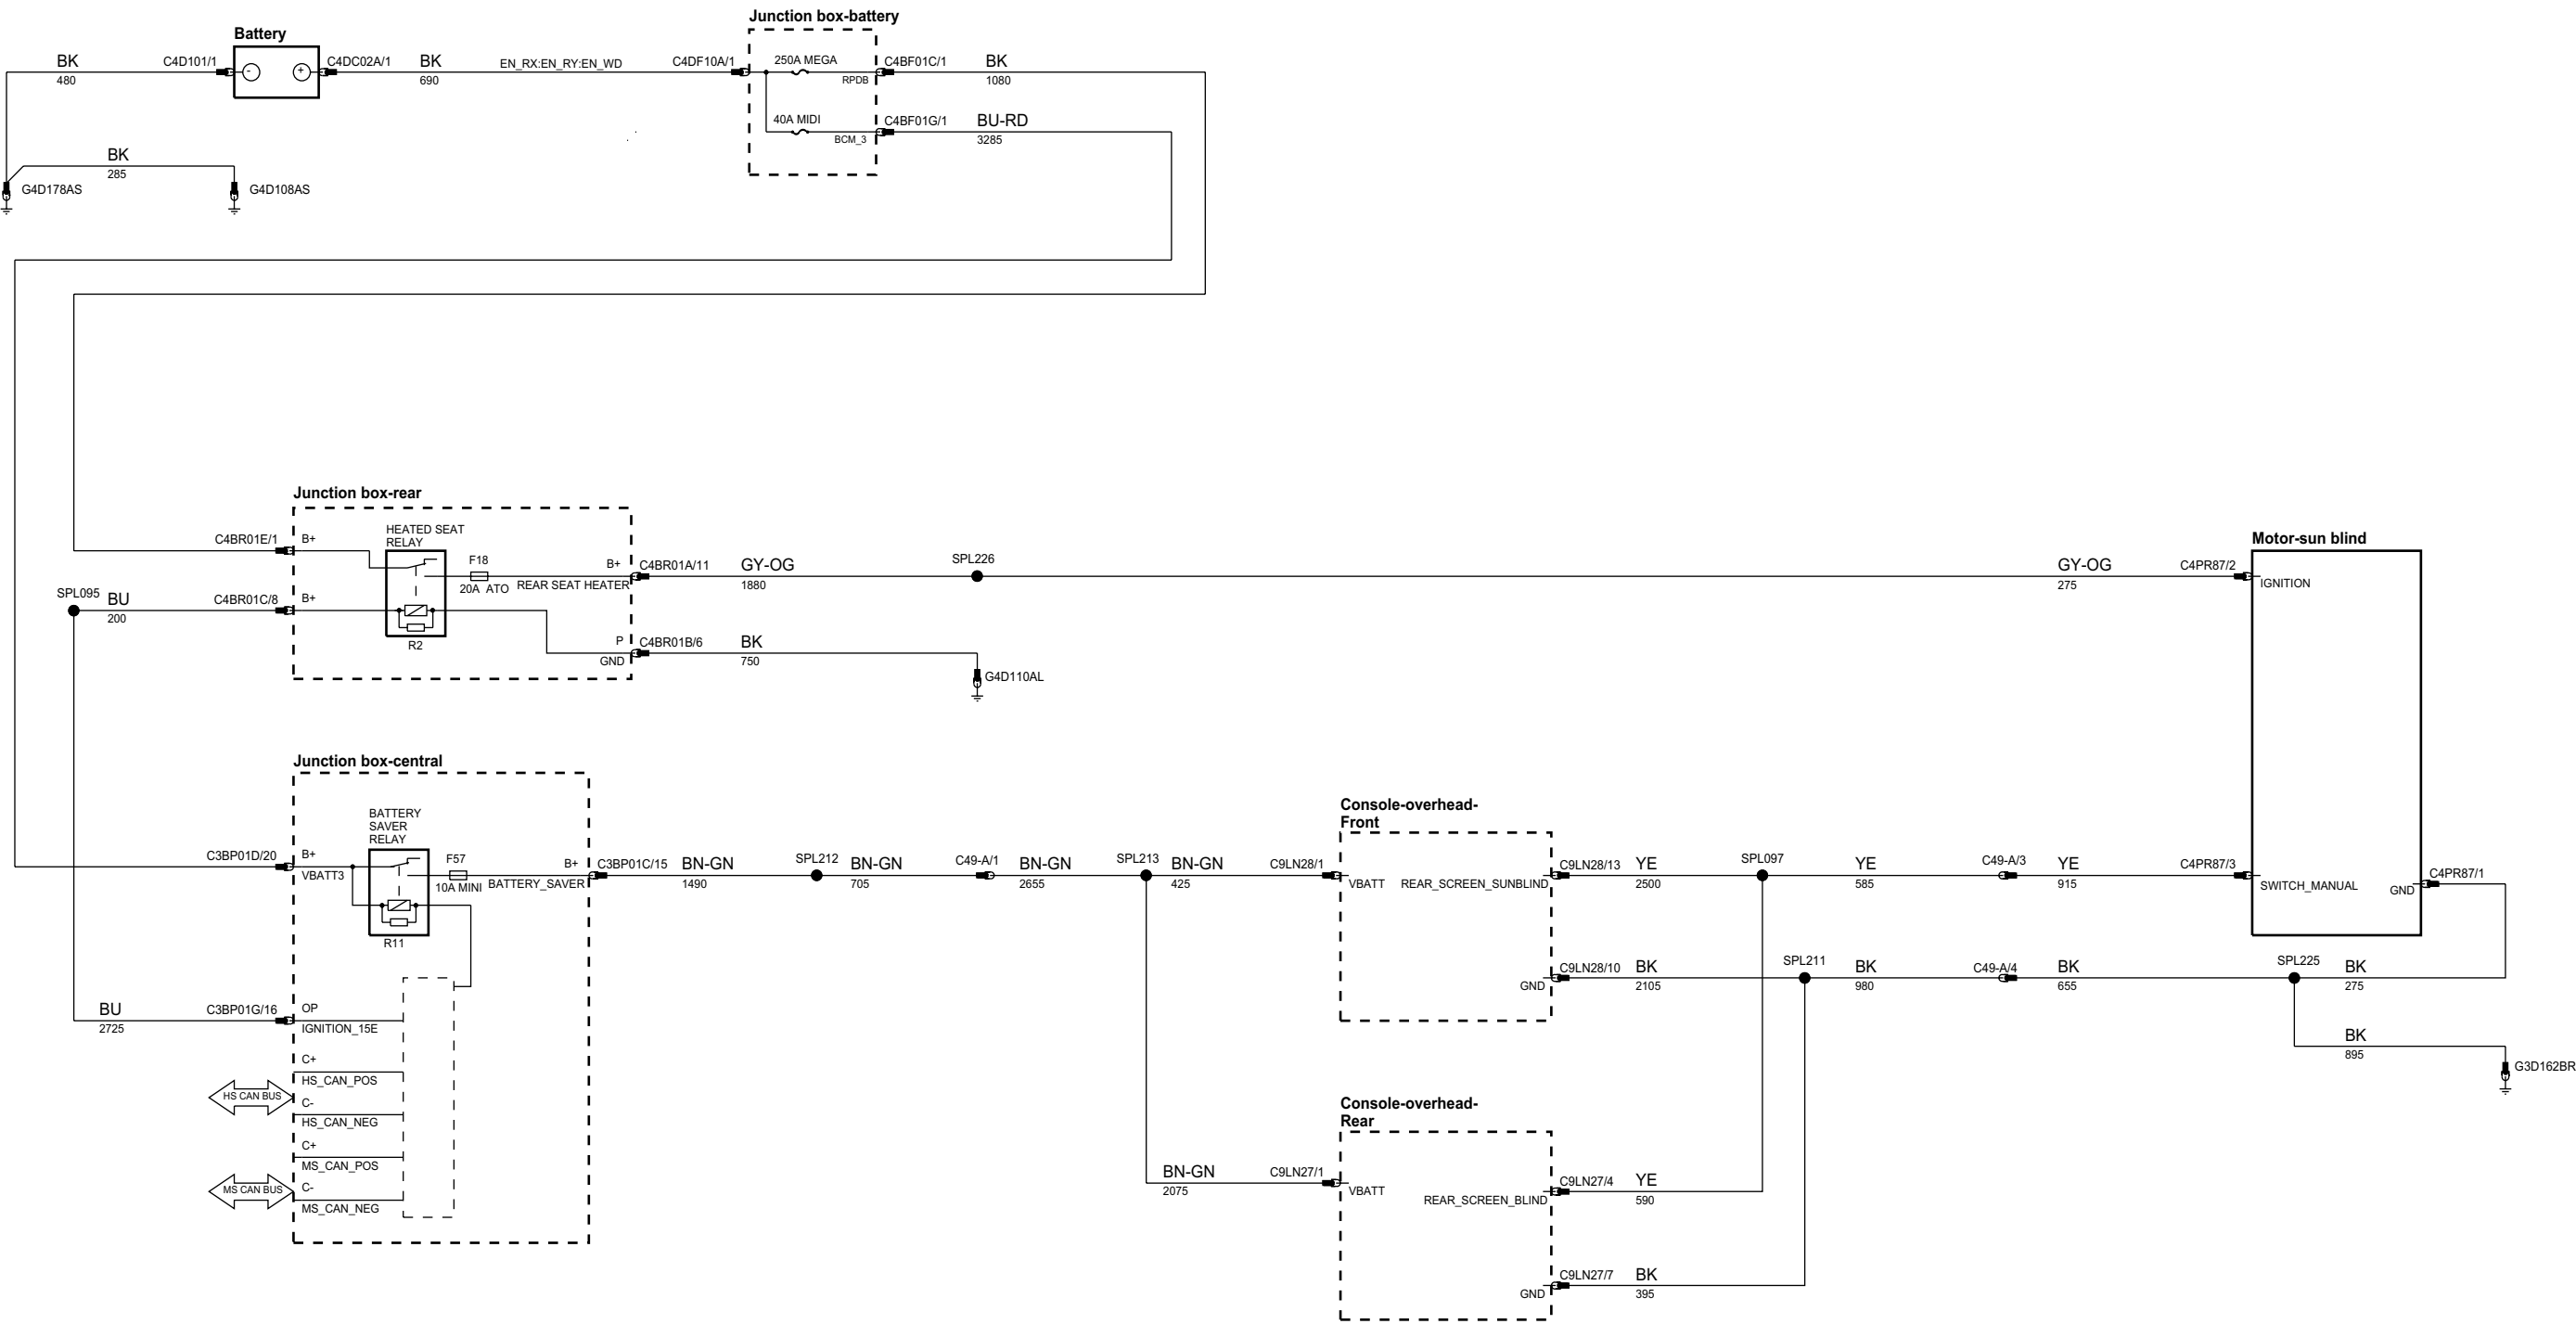 Junction box-battery
Battery
BK
480
C4D101/1
-
+
C4DC02A/1
BK
690
EN_RX:EN_RY:EN_WD
C4DF10A/1
250A MEGA
RPDB
C4BF01C/1
BK
1080
40A MIDI
BCM_3
C4BF01G/1
BU-RD
3285
BK
285
G4D178AS
G4D108AS
Junction box-rear
C4BR01E/1
B+
HEATED SEAT
RELAY
F18
20A ATO
B+
REAR SEAT HEATER
C4BR01A/11
GY-OG
1880
SPL226
GY-OG
275
C4PR87/2
Motor-sun blind
IGNITION
SPL095
BU
200
C4BR01C/8
B+
R2
P
GND
C4BR01B/6
BK
750
G4D110AL
Junction box-central
BATTERY
SAVER
RELAY
C3BP01D/20
B+
VBATT3
F57
10A MINI
B+
BATTERY_SAVER
C3BP01C/15
BN-GN
1490
SPL212
BN-GN
705
C49-A/1
BN-GN
2655
SPL213
BN-GN
425
C9LN28/1
Console-overhead-
Front
VBATT
REAR_SCREEN_SUNBLIND
C9LN28/13
YE
2500
SPL097
YE
585
C49-A/3
YE
915
C4PR87/3
SWITCH_MANUAL
GND
C4PR87/1
R11
GND
C9LN28/10
BK
2105
SPL211
BK
980
C49-A/4
BK
655
SPL225
BK
275
BU
2725
C3BP01G/16
OP
IGNITION_15E
BK
895
G3D162BR
C+
HS_CAN_POS
HS CAN BUS
C-
HS_CAN_NEG
C+
MS_CAN_POS
MS CAN BUS
C-
MS_CAN_NEG
Console-overhead-
Rear
BN-GN
2075
C9LN27/1
VBATT
REAR_SCREEN_BLIND
C9LN27/4
YE
590
GND
C9LN27/7
BK
395